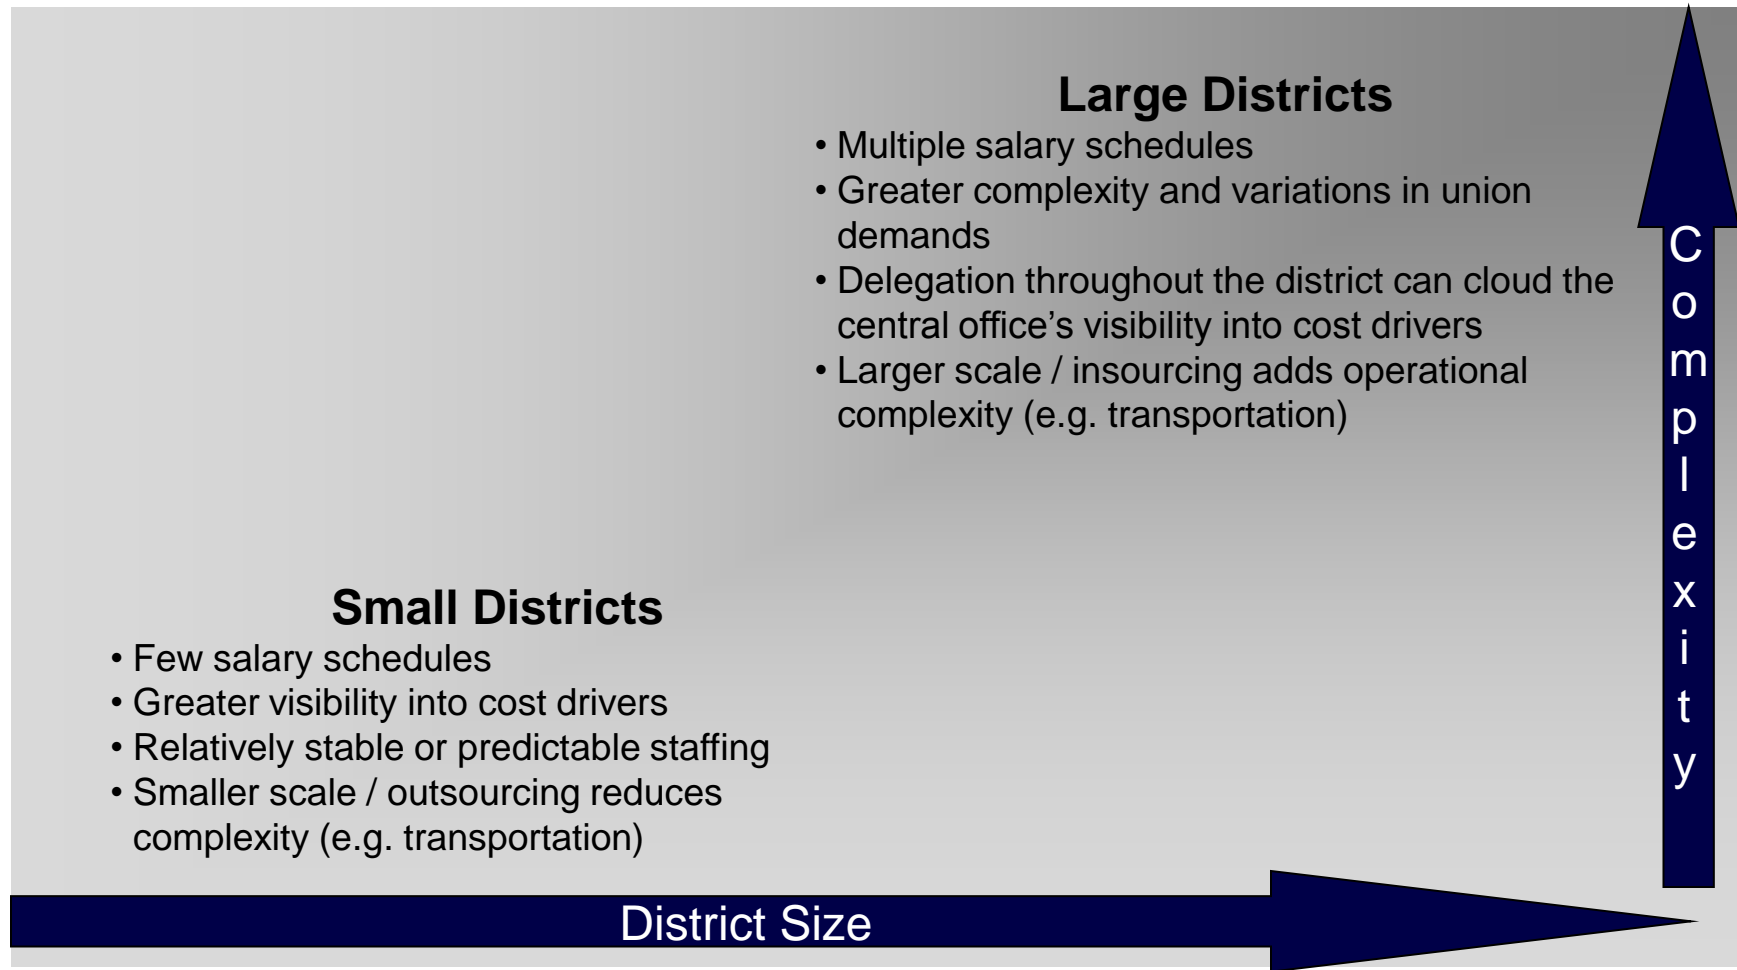 Large Districts
• Multiple salary schedules
• Greater complexity and variations in union
demands
• Delegation throughout the district can cloud the
central office’s visibility into cost drivers
• Larger scale / insourcing adds operational
complexity (e.g. transportation)
Complexity
Small Districts
• Few salary schedules
• Greater visibility into cost drivers
• Relatively stable or predictable staffing
• Smaller scale / outsourcing reduces
complexity (e.g. transportation)
District Size